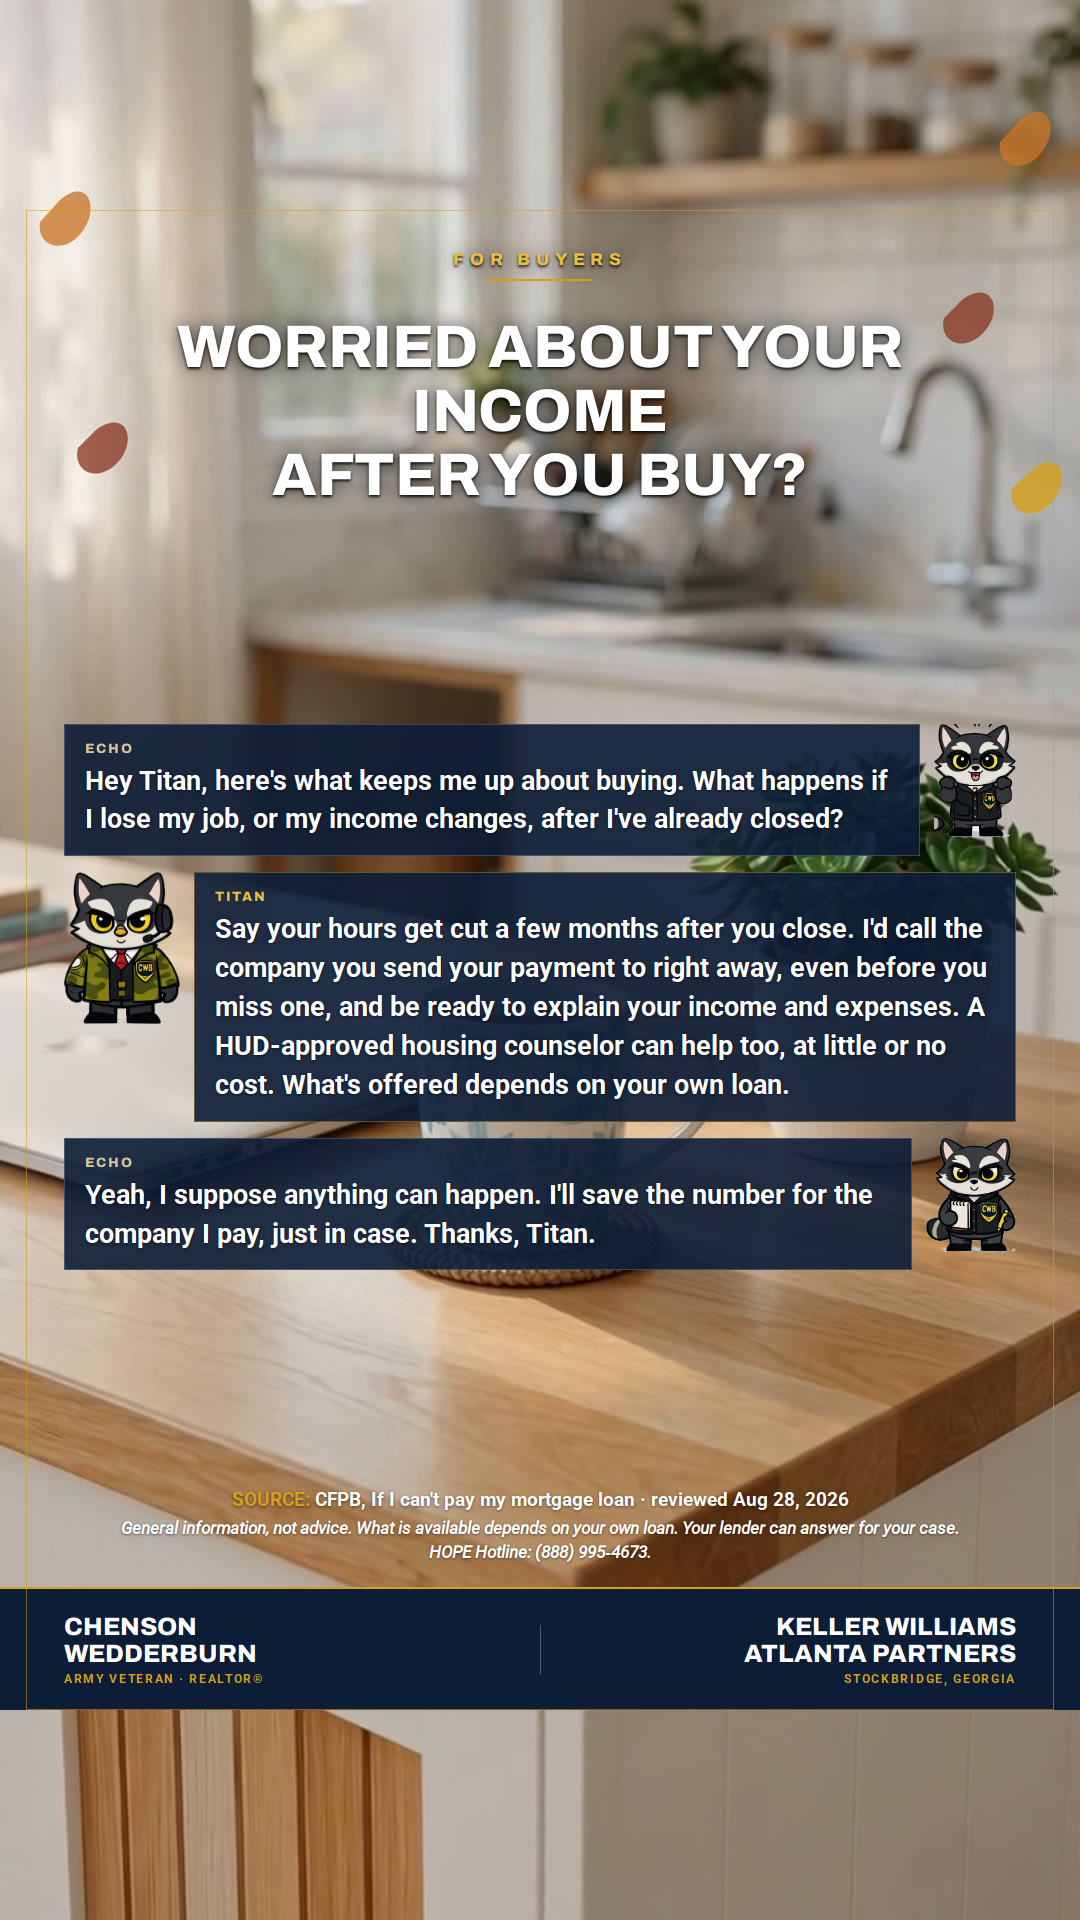 FOR BUYERS
WORRIED ABOUT YOUR
INCOME
AFTER YOU BUY?
ECHO
Hey Titan, here's what keeps me up about buying. What happens if
I lose my job, or my income changes, after I've already closed?
CWB
TITAN
Say your hours get cut a few months after you close. I'd call the
company you send your payment to right away, even before you
miss one, and be ready to explain your income and expenses. A
HUD-approved housing counselor can help too, at little or no
cost. What's offered depends on your own loan.
CWB
ECHO
Yeah, I suppose anything can happen. I'll save the number for the
company I pay, just in case. Thanks, Titan.
CWB
SOURCE: CFPB, If I can't pay my mortgage loan · reviewed Aug 28, 2026
General information, not advice. What is available depends on your own loan. Your lender can answer for your case.
HOPE Hotline: (888) 995-4673.
CHENSON
WEDDERBURN
ARMY VETERAN · REALTOR®
KELLER WILLIAMS
ATLANTA PARTNERS
STOCKBRIDGE, GEORGIA